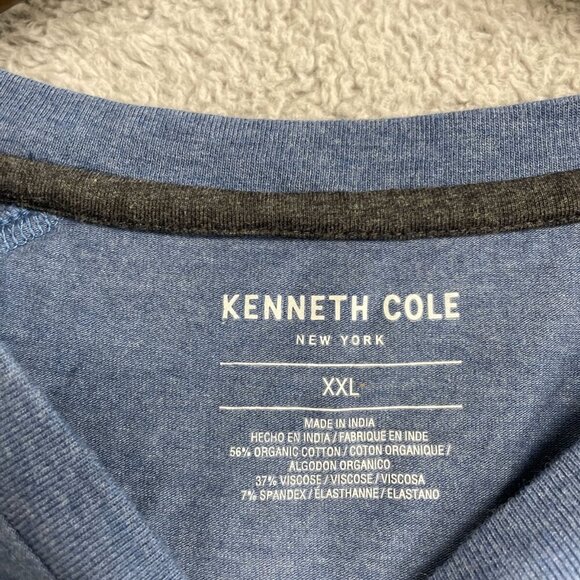 KENNETH COLE
NEW YORK
XXL
MADE IN INDIA
HECHO EN INDIA / FABRIQUE EN INDE
56% ORGANIC COTTON / COTON ORGANIQUE /
ALGODON ORGANICO
37% VISCOSE / VISCOSE / VISCOSA
7% SPANDEX / ÉLASTHANNE / ELASTANO